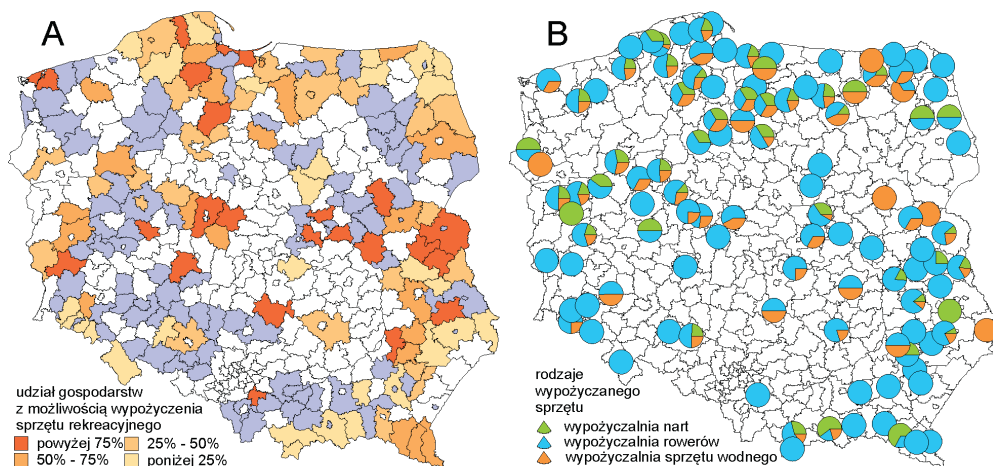 A
B
udział gospodarstw
z możliwością wypożyczenia
sprzętu rekreacyjnego
powyżej 75%
25% - 50%
50% - 75%
poniżej 25%
rodzaje
wypożyczanego
sprzętu
wypożyczalnia nart
wypożyczalnia rowerów
wypożyczalnia sprzętu wodnego